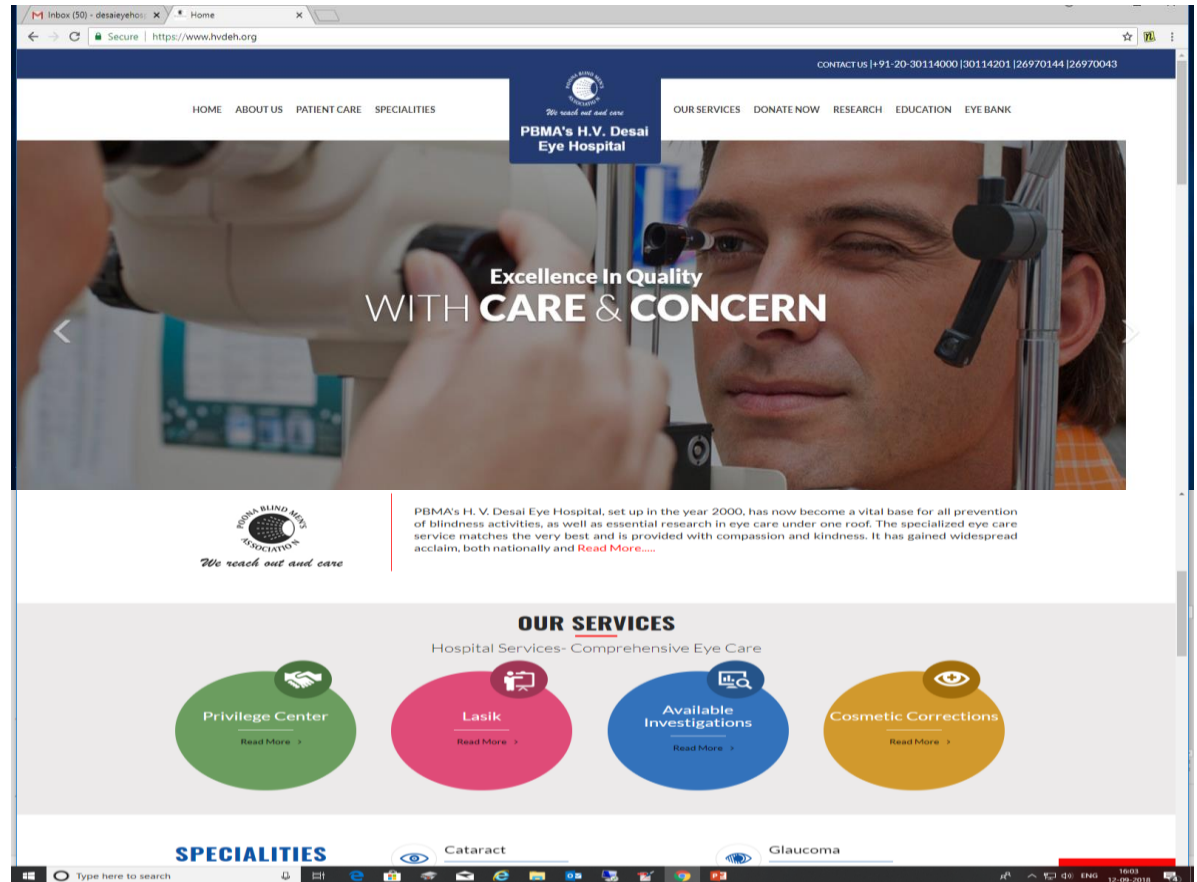 Inbox (50) - desaieyehos
Home
Secure | https://www.hvdeh.org
CONTACT US |+91-20-30114000 |30114201 |26970144 |26970043
HOME ABOUT US PATIENT CARE SPECIALITIES
POONA BLIND MEN'S ASSOCIATION
We reach out and care
PBMA's H.V. Desai
Eye Hospital
OUR SERVICES DONATE NOW RESEARCH EDUCATION EYE BANK
Excellence In Quality
WITH CARE & CONCERN
POONA BLIND MEN'S ASSOCIATION
We reach out and care
PBMA's H. V. Desai Eye Hospital, set up in the year 2000, has now become a vital base for all prevention
of blindness activities, as well as essential research in eye care under one roof. The specialized eye care
service matches the very best and is provided with compassion and kindness. It has gained widespread
acclaim, both nationally and Read More.....
OUR SERVICES
Hospital Services- Comprehensive Eye Care
Privilege Center
Read More >
Lasik
Read More >
Available
Investigations
Read More >
Cosmetic Corrections
Read More >
SPECIALITIES
Cataract
Glaucoma
Type here to search
ENG
16:03
12-09-2018